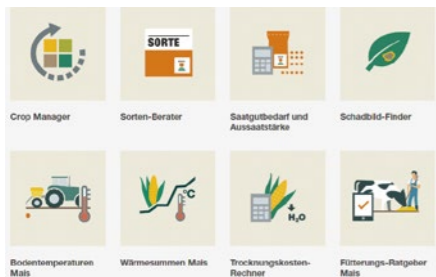 SORTE
Crop Manager
Sorten-Berater
Saatgutbedarf und
Aussaatstärke
Schadbild-Finder
°C
H₂O
Bodentemperaturen
Mais
Wärmesummen Mais
Trocknungskosten-
Rechner
Fütterungs-Ratgeber
Mais